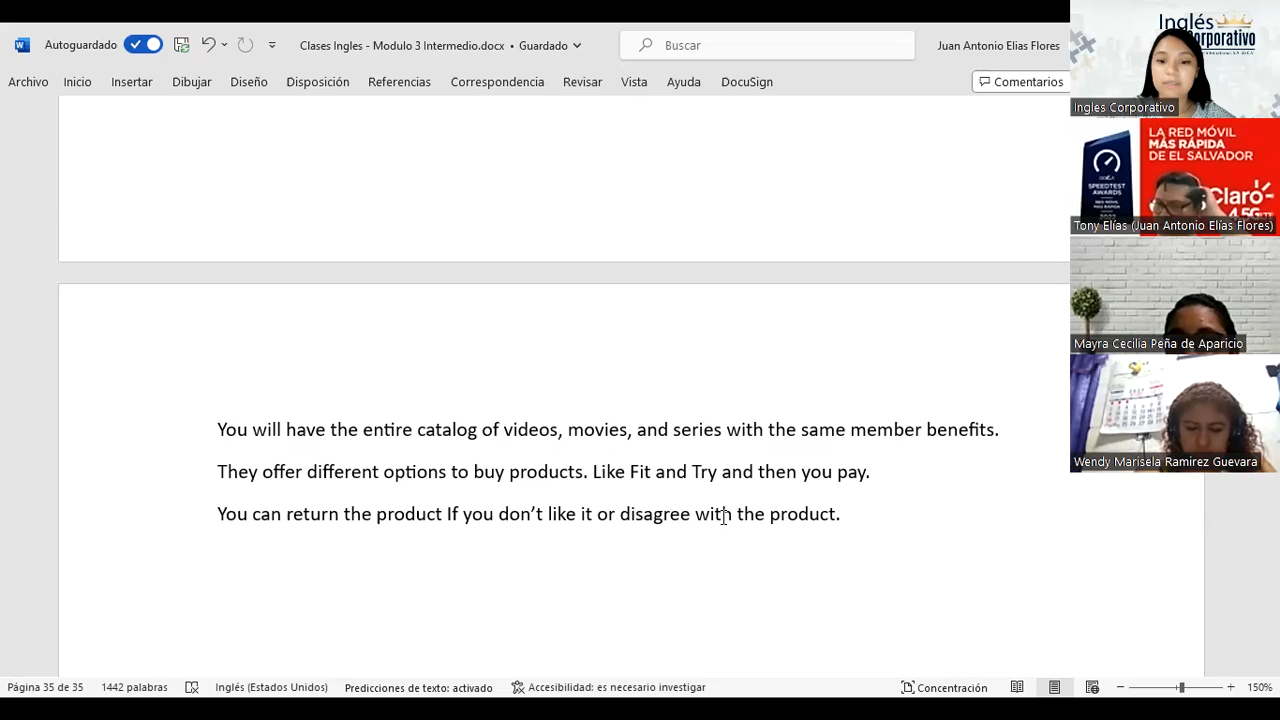 Autoguardado
Clases Ingles - Modulo 3 Intermedio.docx • Guardado
Buscar
Juan Antonio Elias Flores
Archivo Inicio Insertar Dibujar Diseño Disposición Referencias Correspondencia Revisar Vista Ayuda DocuSign
Comentarios
You will have the entire catalog of videos, movies, and series with the same member benefits.
They offer different options to buy products. Like Fit and Try and then you pay.
You can return the product If you don't like it or disagree with the product.
Página 35 de 35 1442 palabras Inglés (Estados Unidos) Predicciones de texto: activado Accesibilidad: es necesario investigar Concentración 150%
Inglés
Corporativo
Ingles Corporativo
LA RED MÓVIL
MÁS RÁPIDA
DE EL SALVADOR
SPEEDTEST
AWARDS
Claro
4.5G
Tony Elías (Juan Antonio Elías Flores)
Mayra Cecilia Peña de Aparicio
Wendy Marisela Ramirez Guevara